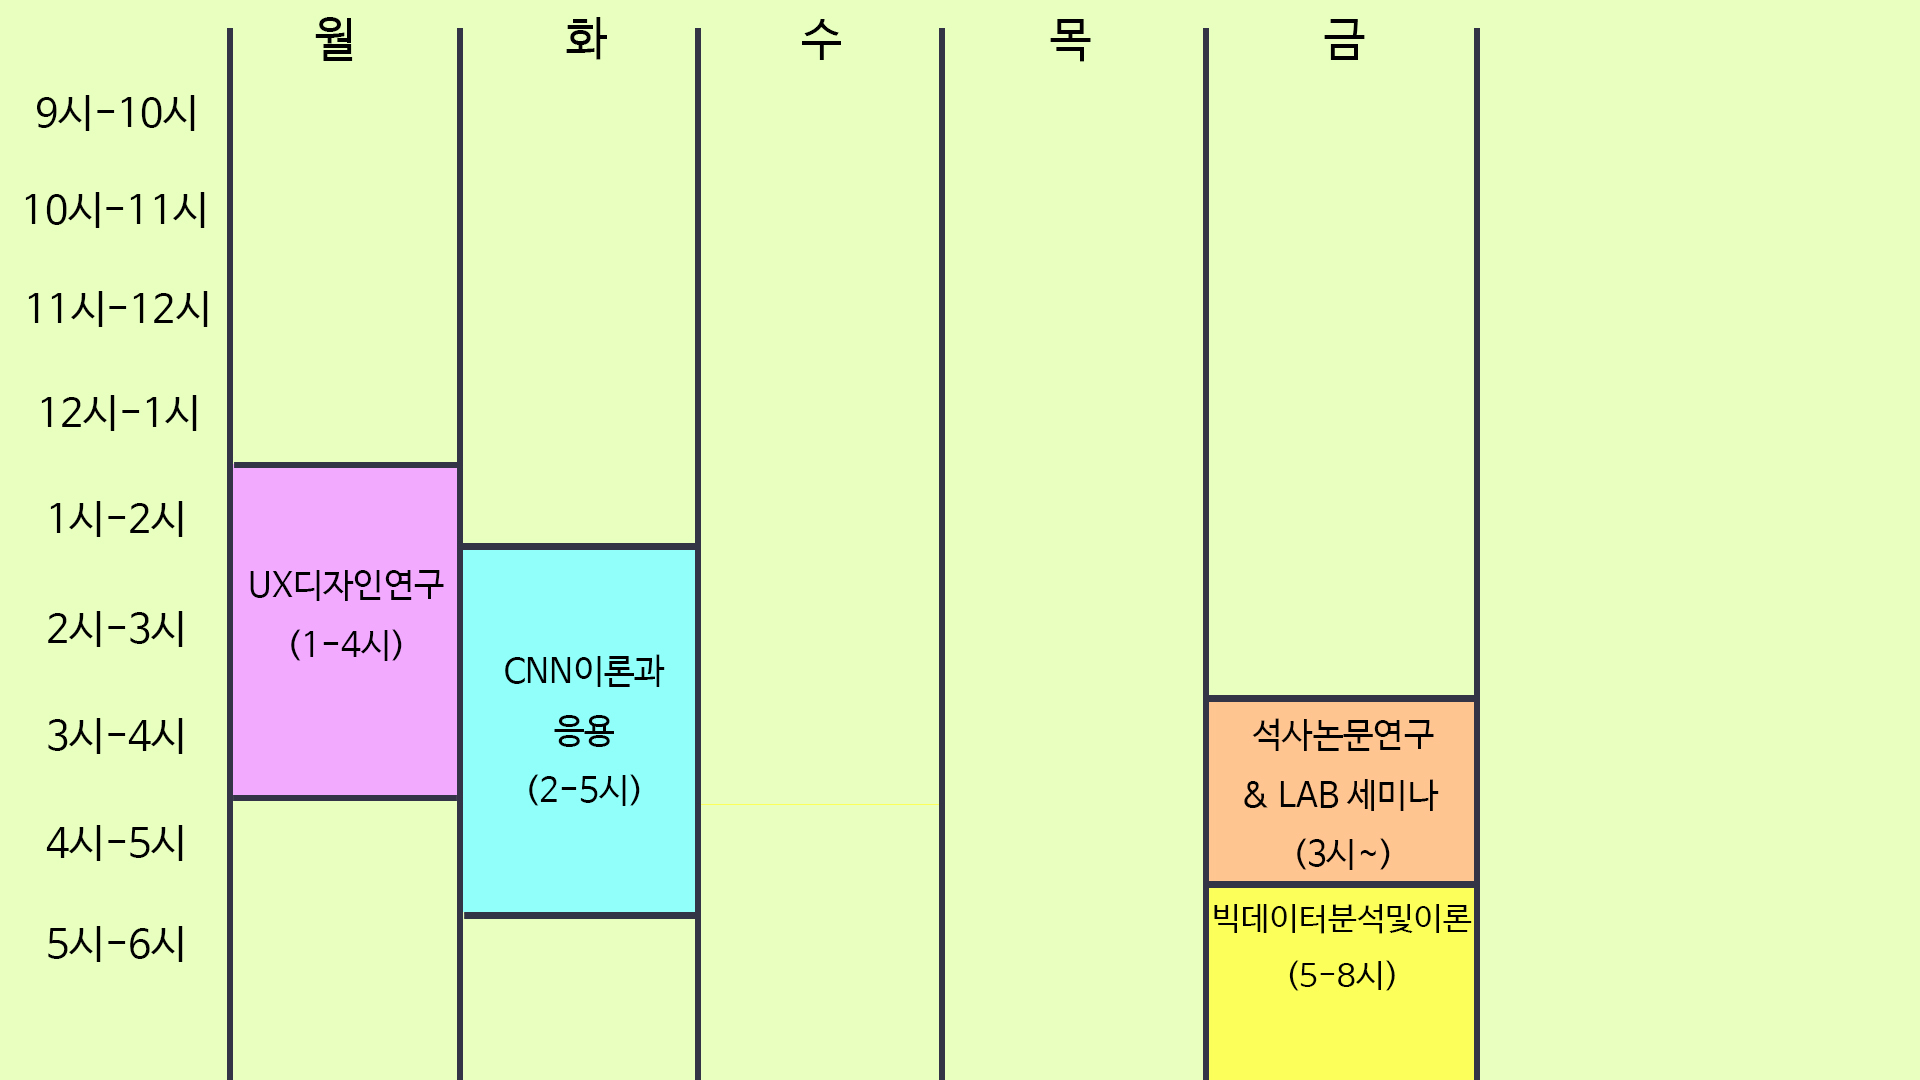 월 화 수 목 금
9시-10시
10시-11시
11시-12시
12시-1시
1시-2시
2시-3시
3시-4시
4시-5시
5시-6시
UX디자인연구
(1-4시)
CNN이론과
응용
(2-5시)
석사논문연구
& LAB 세미나
(3시~)
빅데이터분석및이론
(5-8시)